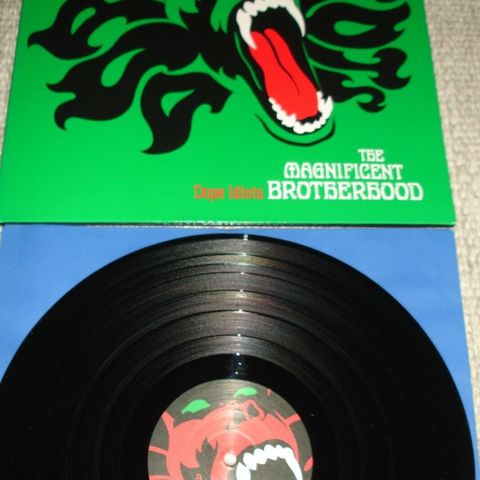 THE
MAGNIFICENT
Dope Idiots BROTHERHOOD